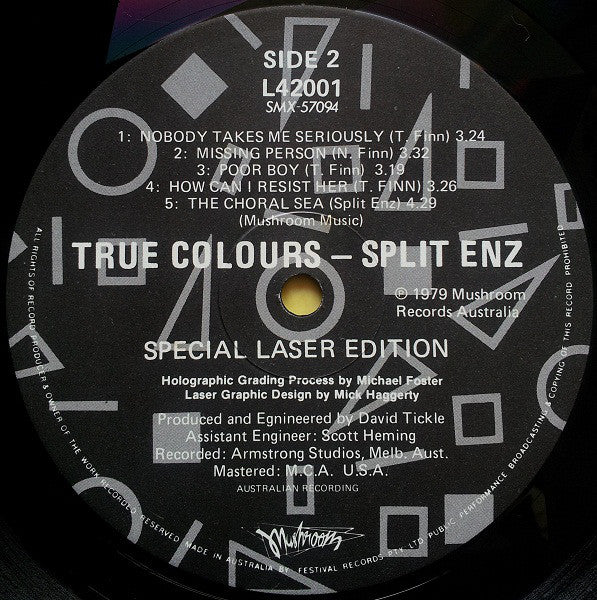 SIDE 2
L42001
SMX-57094
1: NOBODY TAKES ME SERIOUSLY (T. Finn) 3.24
2: MISSING PERSON (N. Finn) 3.32
3: POOR BOY (T. Finn) 3.19
4: HOW CAN I RESIST HER (T. FINN) 3.26
5: THE CHORAL SEA (Split Enz) 4.29
(Mushroom Music)
TRUE COLOURS – SPLIT ENZ
© 1979 Mushroom
Records Australia
SPECIAL LASER EDITION
Holographic Grading Process by Michael Foster
Laser Graphic Design by Mick Haggerty
Produced and Egnineered by David Tickle
Assistant Engineer: Scott Heming
Recorded: Armstrong Studios, Melb. Aust.
Mastered: M.C.A. U.S.A.
AUSTRALIAN RECORDING
Mushroom
ALL RIGHTS OF RECORD PRODUCER & OWNER OF THE WORK RECORDED RESERVED UNAUTHORISED PUBLIC PERFORMANCE BROADCASTING & COPYING OF THIS RECORD PROHIBITED
MADE IN AUSTRALIA BY FESTIVAL RECORDS PTY LTD